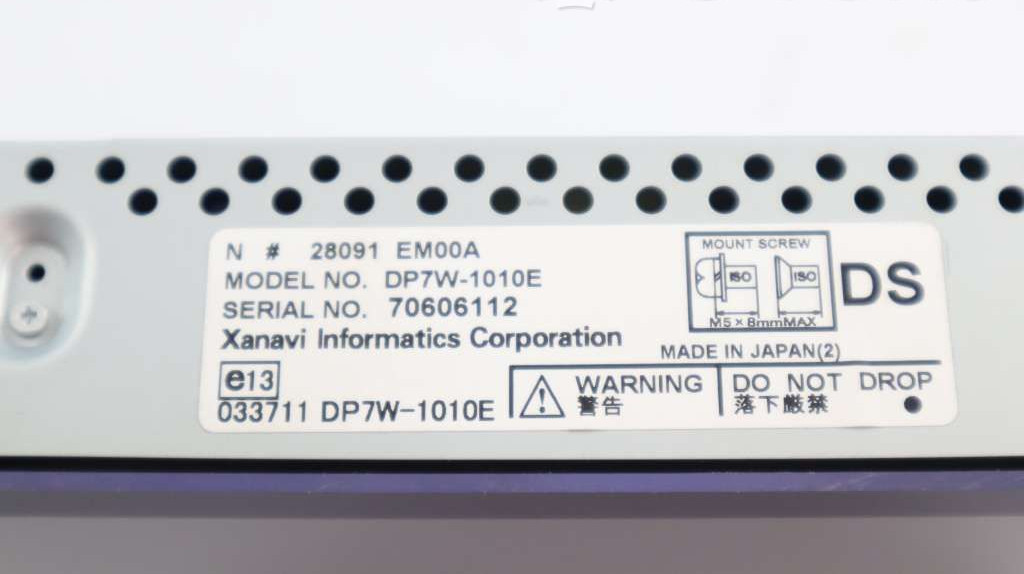 N # 28091 EM00A
MODEL NO. DP7W-1010E
SERIAL NO. 70606112
Xanavi Informatics Corporation
MOUNT SCREW
ISO ISO
M5×8mmMAX
DS
MADE IN JAPAN(2)
e13
033711 DP7W-1010E
WARNING
警告
DO NOT DROP
落下厳禁